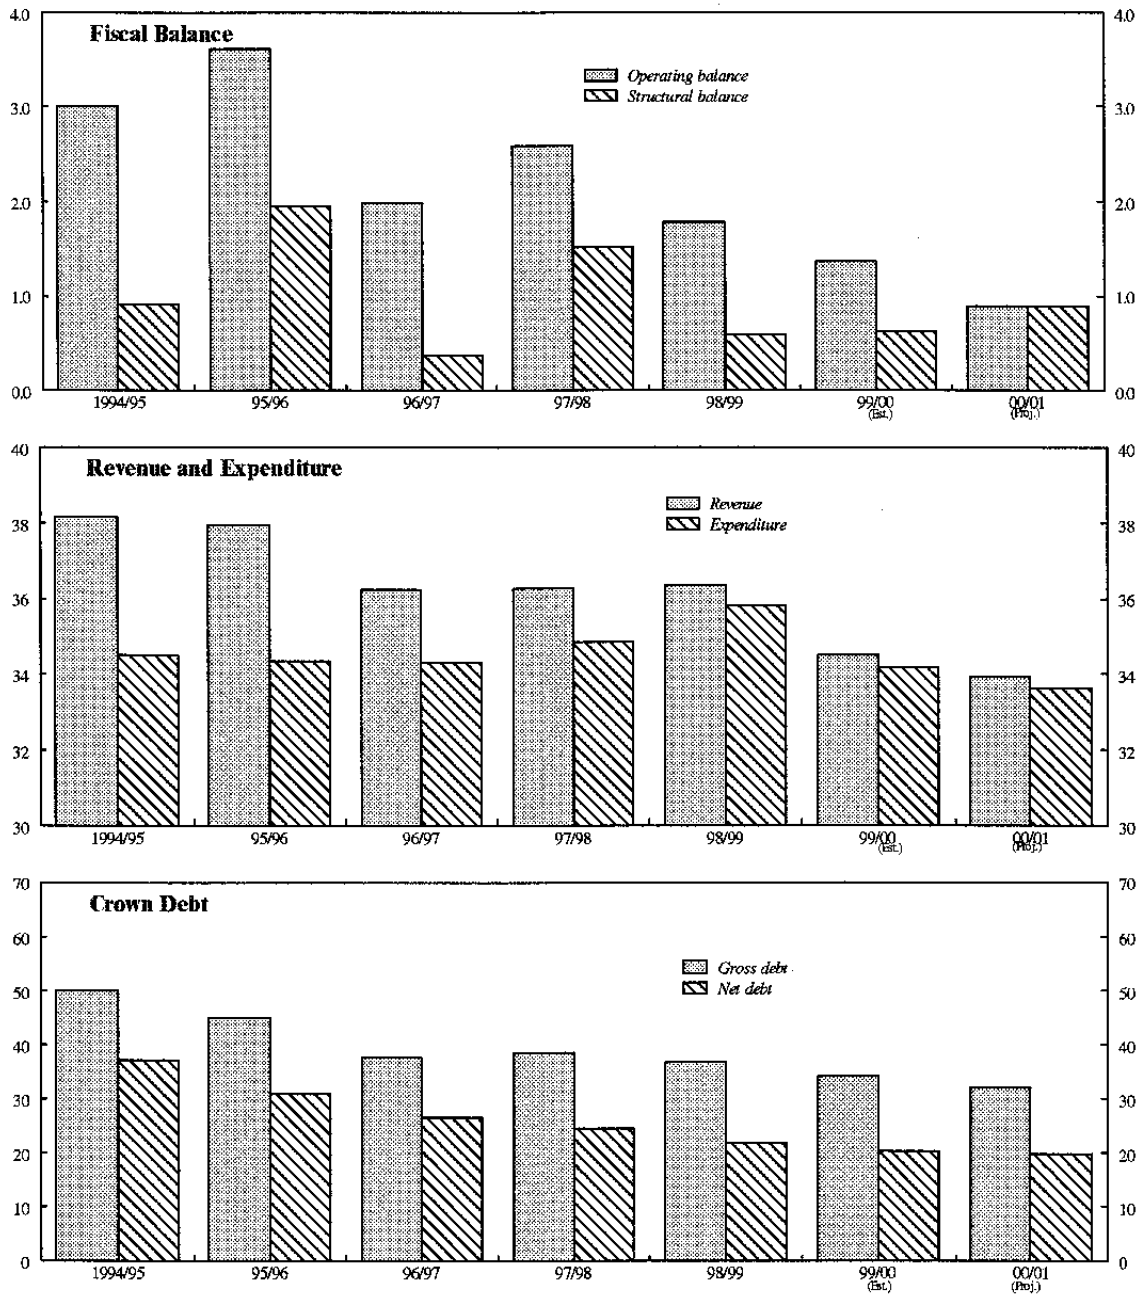 4.0 4.0
Fiscal Balance
Operating balance
Structural balance
3.0 3.0
2.0 2.0
1.0 1.0
0.0 0.0
1994/95 95/96 96/97 97/98 98/99 99/00 00/01
(Est.) (Proj.)
40 40
Revenue and Expenditure
Revenue
Expenditure
38 38
36 36
34 34
32 32
30 30
1994/95 95/96 96/97 97/98 98/99 99/00 00/01
(Est.) (Proj.)
70 70
Crown Debt
60 60
Gross debt
Net debt
50 50
40 40
30 30
20 20
10 10
0 0
1994/95 95/96 96/97 97/98 98/99 99/00 00/01
(Est.) (Proj.)